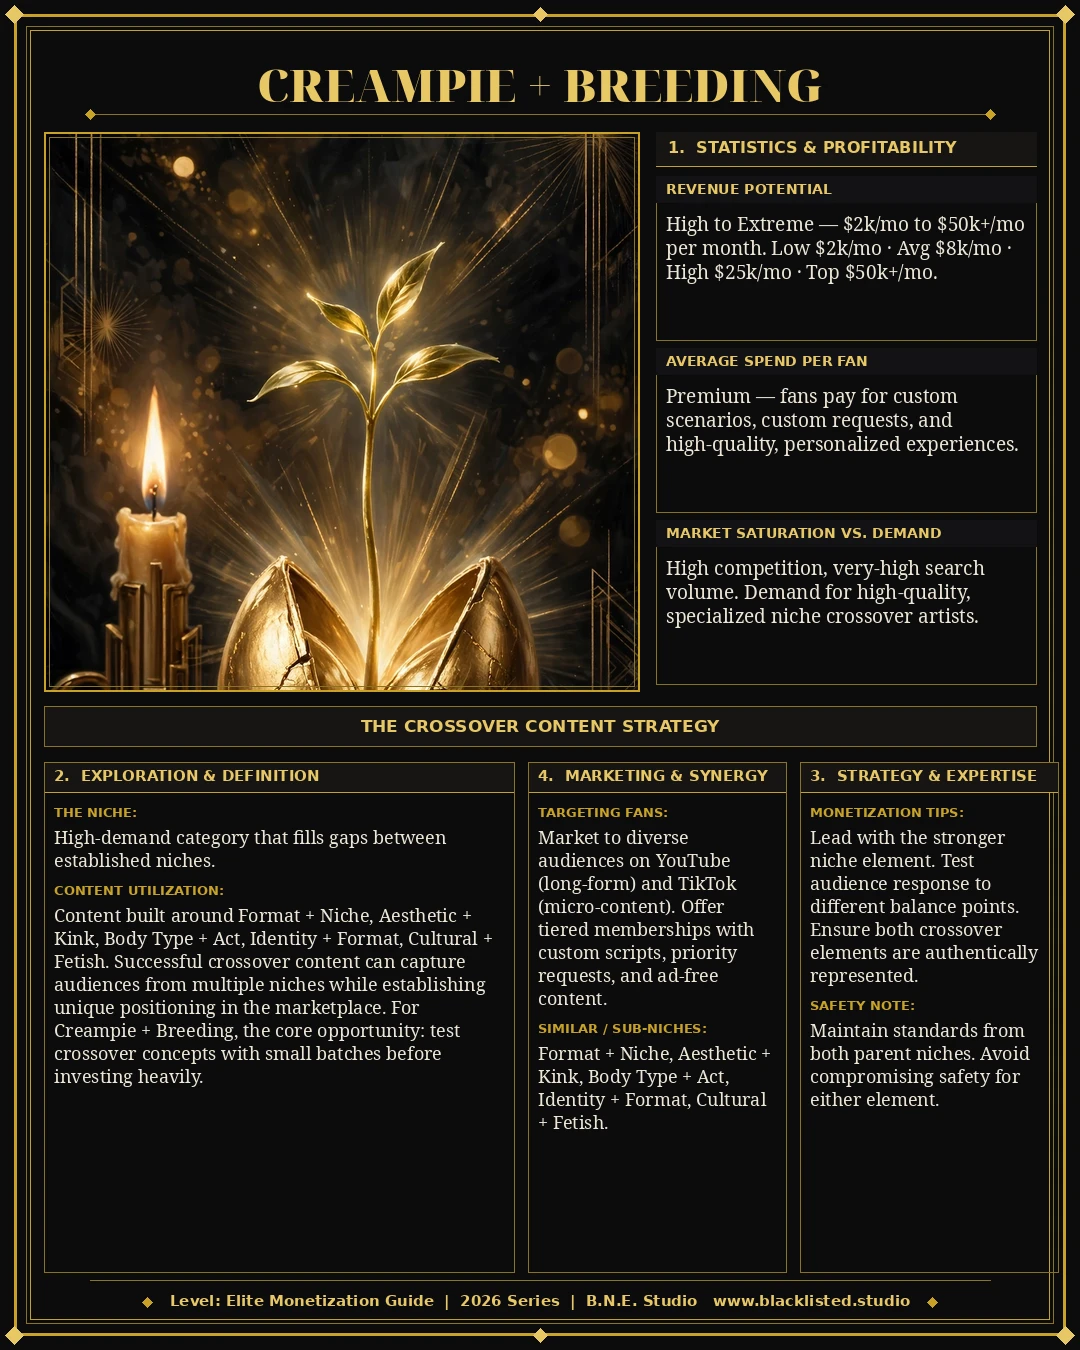 CREAMPIE + BREEDING
1. STATISTICS & PROFITABILITY
REVENUE POTENTIAL
High to Extreme — $2k/mo to $50k+/mo
per month. Low $2k/mo · Avg $8k/mo ·
High $25k/mo · Top $50k+/mo.
AVERAGE SPEND PER FAN
Premium — fans pay for custom
scenarios, custom requests, and
high-quality, personalized experiences.
MARKET SATURATION VS. DEMAND
High competition, very-high search
volume. Demand for high-quality,
specialized niche crossover artists.
THE CROSSOVER CONTENT STRATEGY
2. EXPLORATION & DEFINITION
THE NICHE:
High-demand category that fills gaps between
established niches.
CONTENT UTILIZATION:
Content built around Format + Niche, Aesthetic +
Kink, Body Type + Act, Identity + Format, Cultural +
Fetish. Successful crossover content can capture
audiences from multiple niches while establishing
unique positioning in the marketplace. For
Creampie + Breeding, the core opportunity: test
crossover concepts with small batches before
investing heavily.
4. MARKETING & SYNERGY
TARGETING FANS:
Market to diverse
audiences on YouTube
(long-form) and TikTok
(micro-content). Offer
tiered memberships with
custom scripts, priority
requests, and ad-free
content.
SIMILAR / SUB-NICHES:
Format + Niche, Aesthetic +
Kink, Body Type + Act,
Identity + Format, Cultural
+ Fetish.
3. STRATEGY & EXPERTISE
MONETIZATION TIPS:
Lead with the stronger
niche element. Test
audience response to
different balance points.
Ensure both crossover
elements are authentically
represented.
SAFETY NOTE:
Maintain standards from
both parent niches. Avoid
compromising safety for
either element.
Level: Elite Monetization Guide | 2026 Series | B.N.E. Studio www.blacklisted.studio